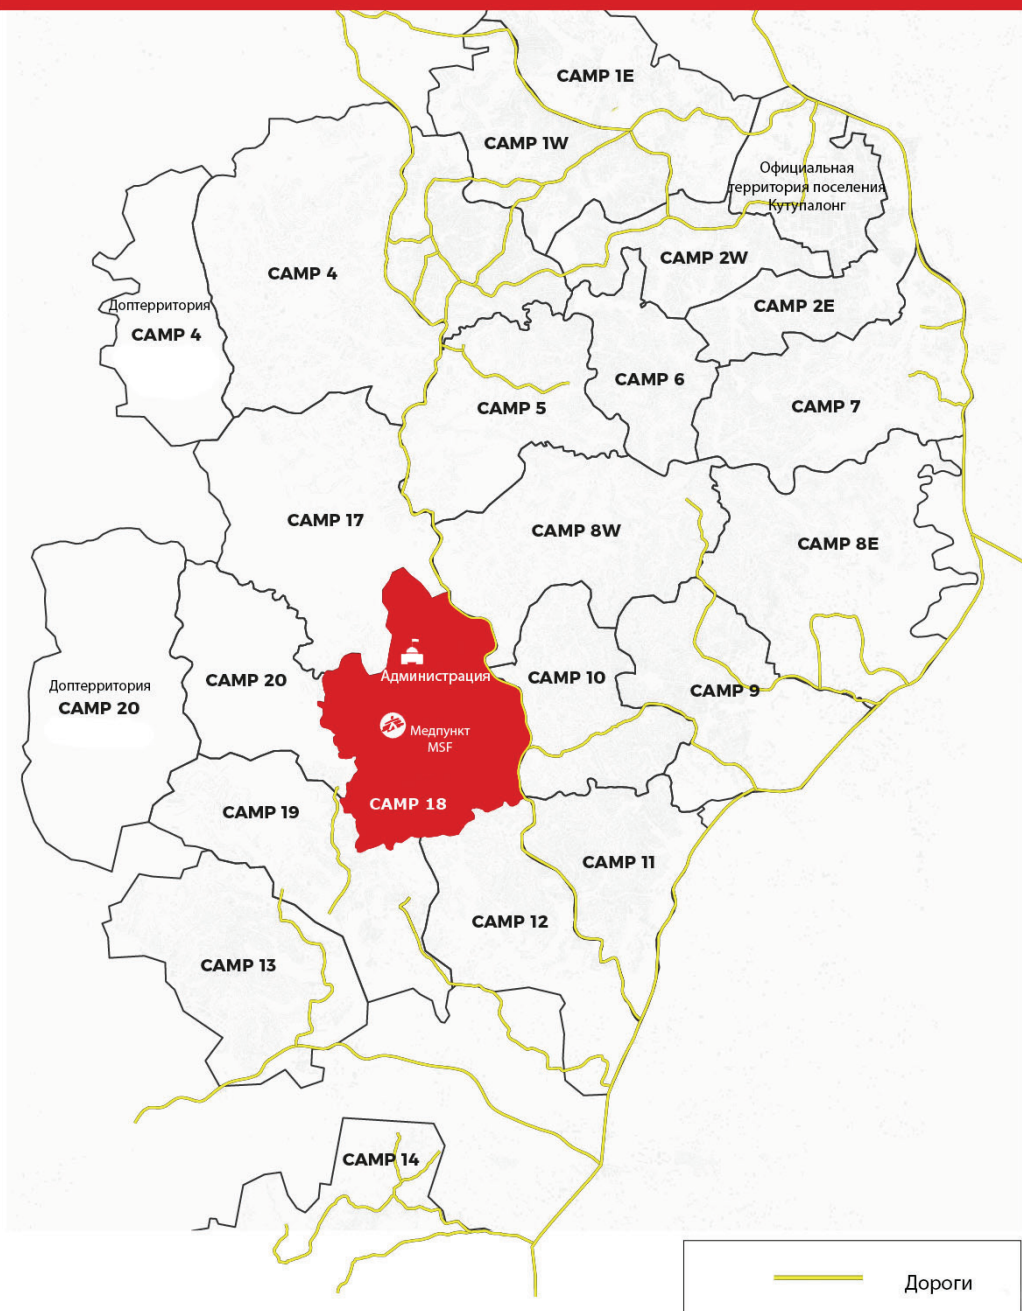 CAMP 1E
CAMP 1W
Официальная
территория поселения
Кутупалонг
CAMP 2W
CAMP 4
CAMP 2E
Доптерритория
CAMP 4
CAMP 6
CAMP 5
CAMP 7
CAMP 17
CAMP 8W
CAMP 8E
Администрация
CAMP 20
CAMP 10
CAMP 9
Доптерритория
CAMP 20
Медпункт
MSF
CAMP 18
CAMP 19
CAMP 11
CAMP 12
CAMP 13
CAMP 14
Дороги